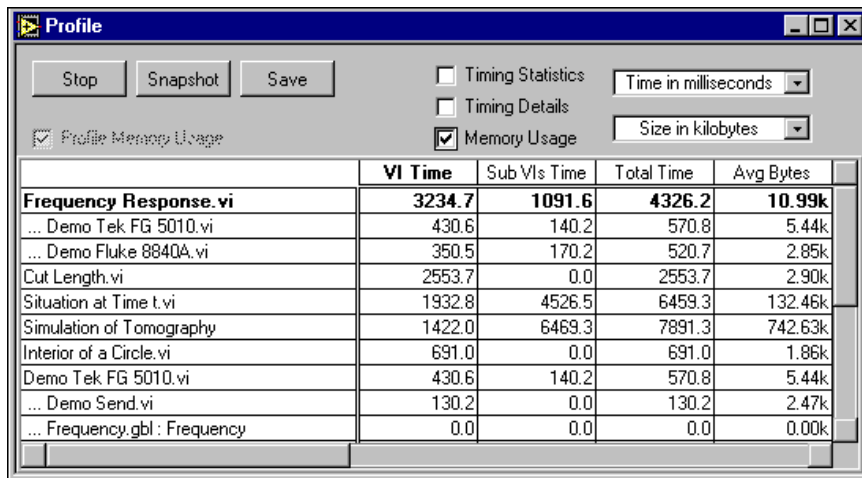 Profile
Stop Snapshot Save
Timing Statistics Time in milliseconds
Timing Details
Profile Memory Usage Memory Usage Size in kilobytes
VI Time Sub VIs Time Total Time Avg Bytes
Frequency Response.vi 3234.7 1091.6 4326.2 10.99k
... Demo Tek FG 5010.vi 430.6 140.2 570.8 5.44k
... Demo Fluke 8840A.vi 350.5 170.2 520.7 2.85k
Cut Length.vi 2553.7 0.0 2553.7 2.90k
Situation at Time t.vi 1932.8 4526.5 6459.3 132.46k
Simulation of Tomography 1422.0 6469.3 7891.3 742.63k
Interior of a Circle.vi 691.0 0.0 691.0 1.86k
Demo Tek FG 5010.vi 430.6 140.2 570.8 5.44k
... Demo Send.vi 130.2 0.0 130.2 2.47k
... Frequency.gbl : Frequency 0.0 0.0 0.0 0.00k